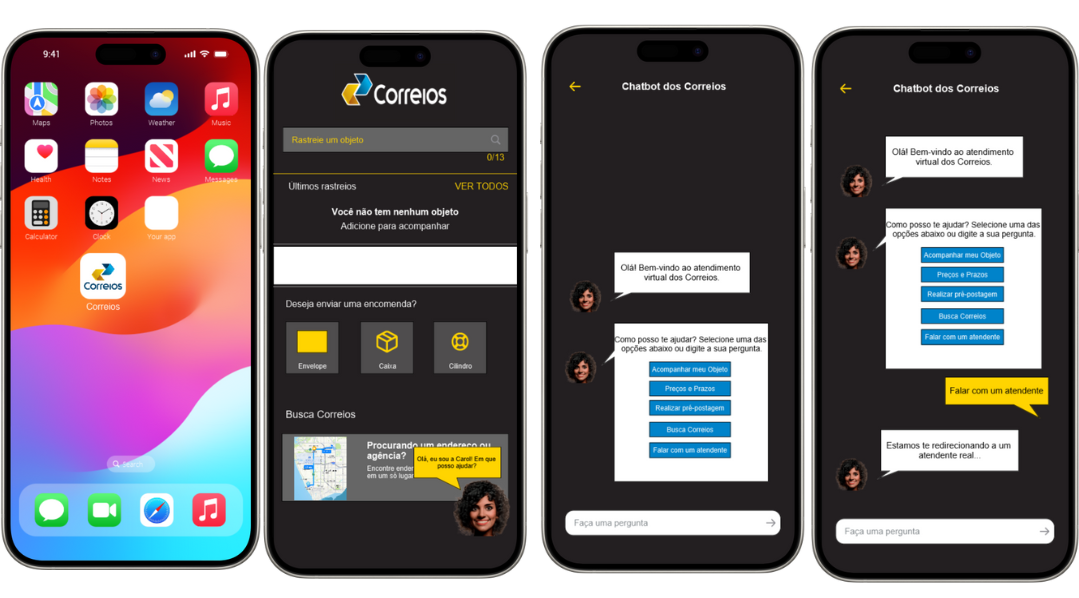 9:41
Maps
Photos
Weather
Music
Health
Notes
News
Messages
Calculator
Clock
Your app
Correios
Correios
Search
Correios
Rastreie um objeto
0/13
Últimos rastreios
VER TODOS
Você não tem nenhum objeto
Adicione para acompanhar
Deseja enviar uma encomenda?
Envelope
Caixa
Cilindro
Busca Correios
Procurando um endereço ou
agência?
Encontre ender
em um só lugar
Olá, eu sou a Carol! Em que
posso ajudar?
Chatbot dos Correios
Olá! Bem-vindo ao atendimento
virtual dos Correios.
Como posso te ajudar? Selecione uma das
opções abaixo ou digite a sua pergunta.
Acompanhar meu Objeto
Preços e Prazos
Realizar pré-postagem
Busca Correios
Falar com um atendente
Faça uma pergunta
Chatbot dos Correios
Olá! Bem-vindo ao atendimento
virtual dos Correios.
Como posso te ajudar? Selecione uma das
opções abaixo ou digite a sua pergunta.
Acompanhar meu Objeto
Preços e Prazos
Realizar pré-postagem
Busca Correios
Falar com um atendente
Falar com um atendente
Estamos te redirecionando a um
atendente real...
Faça uma pergunta